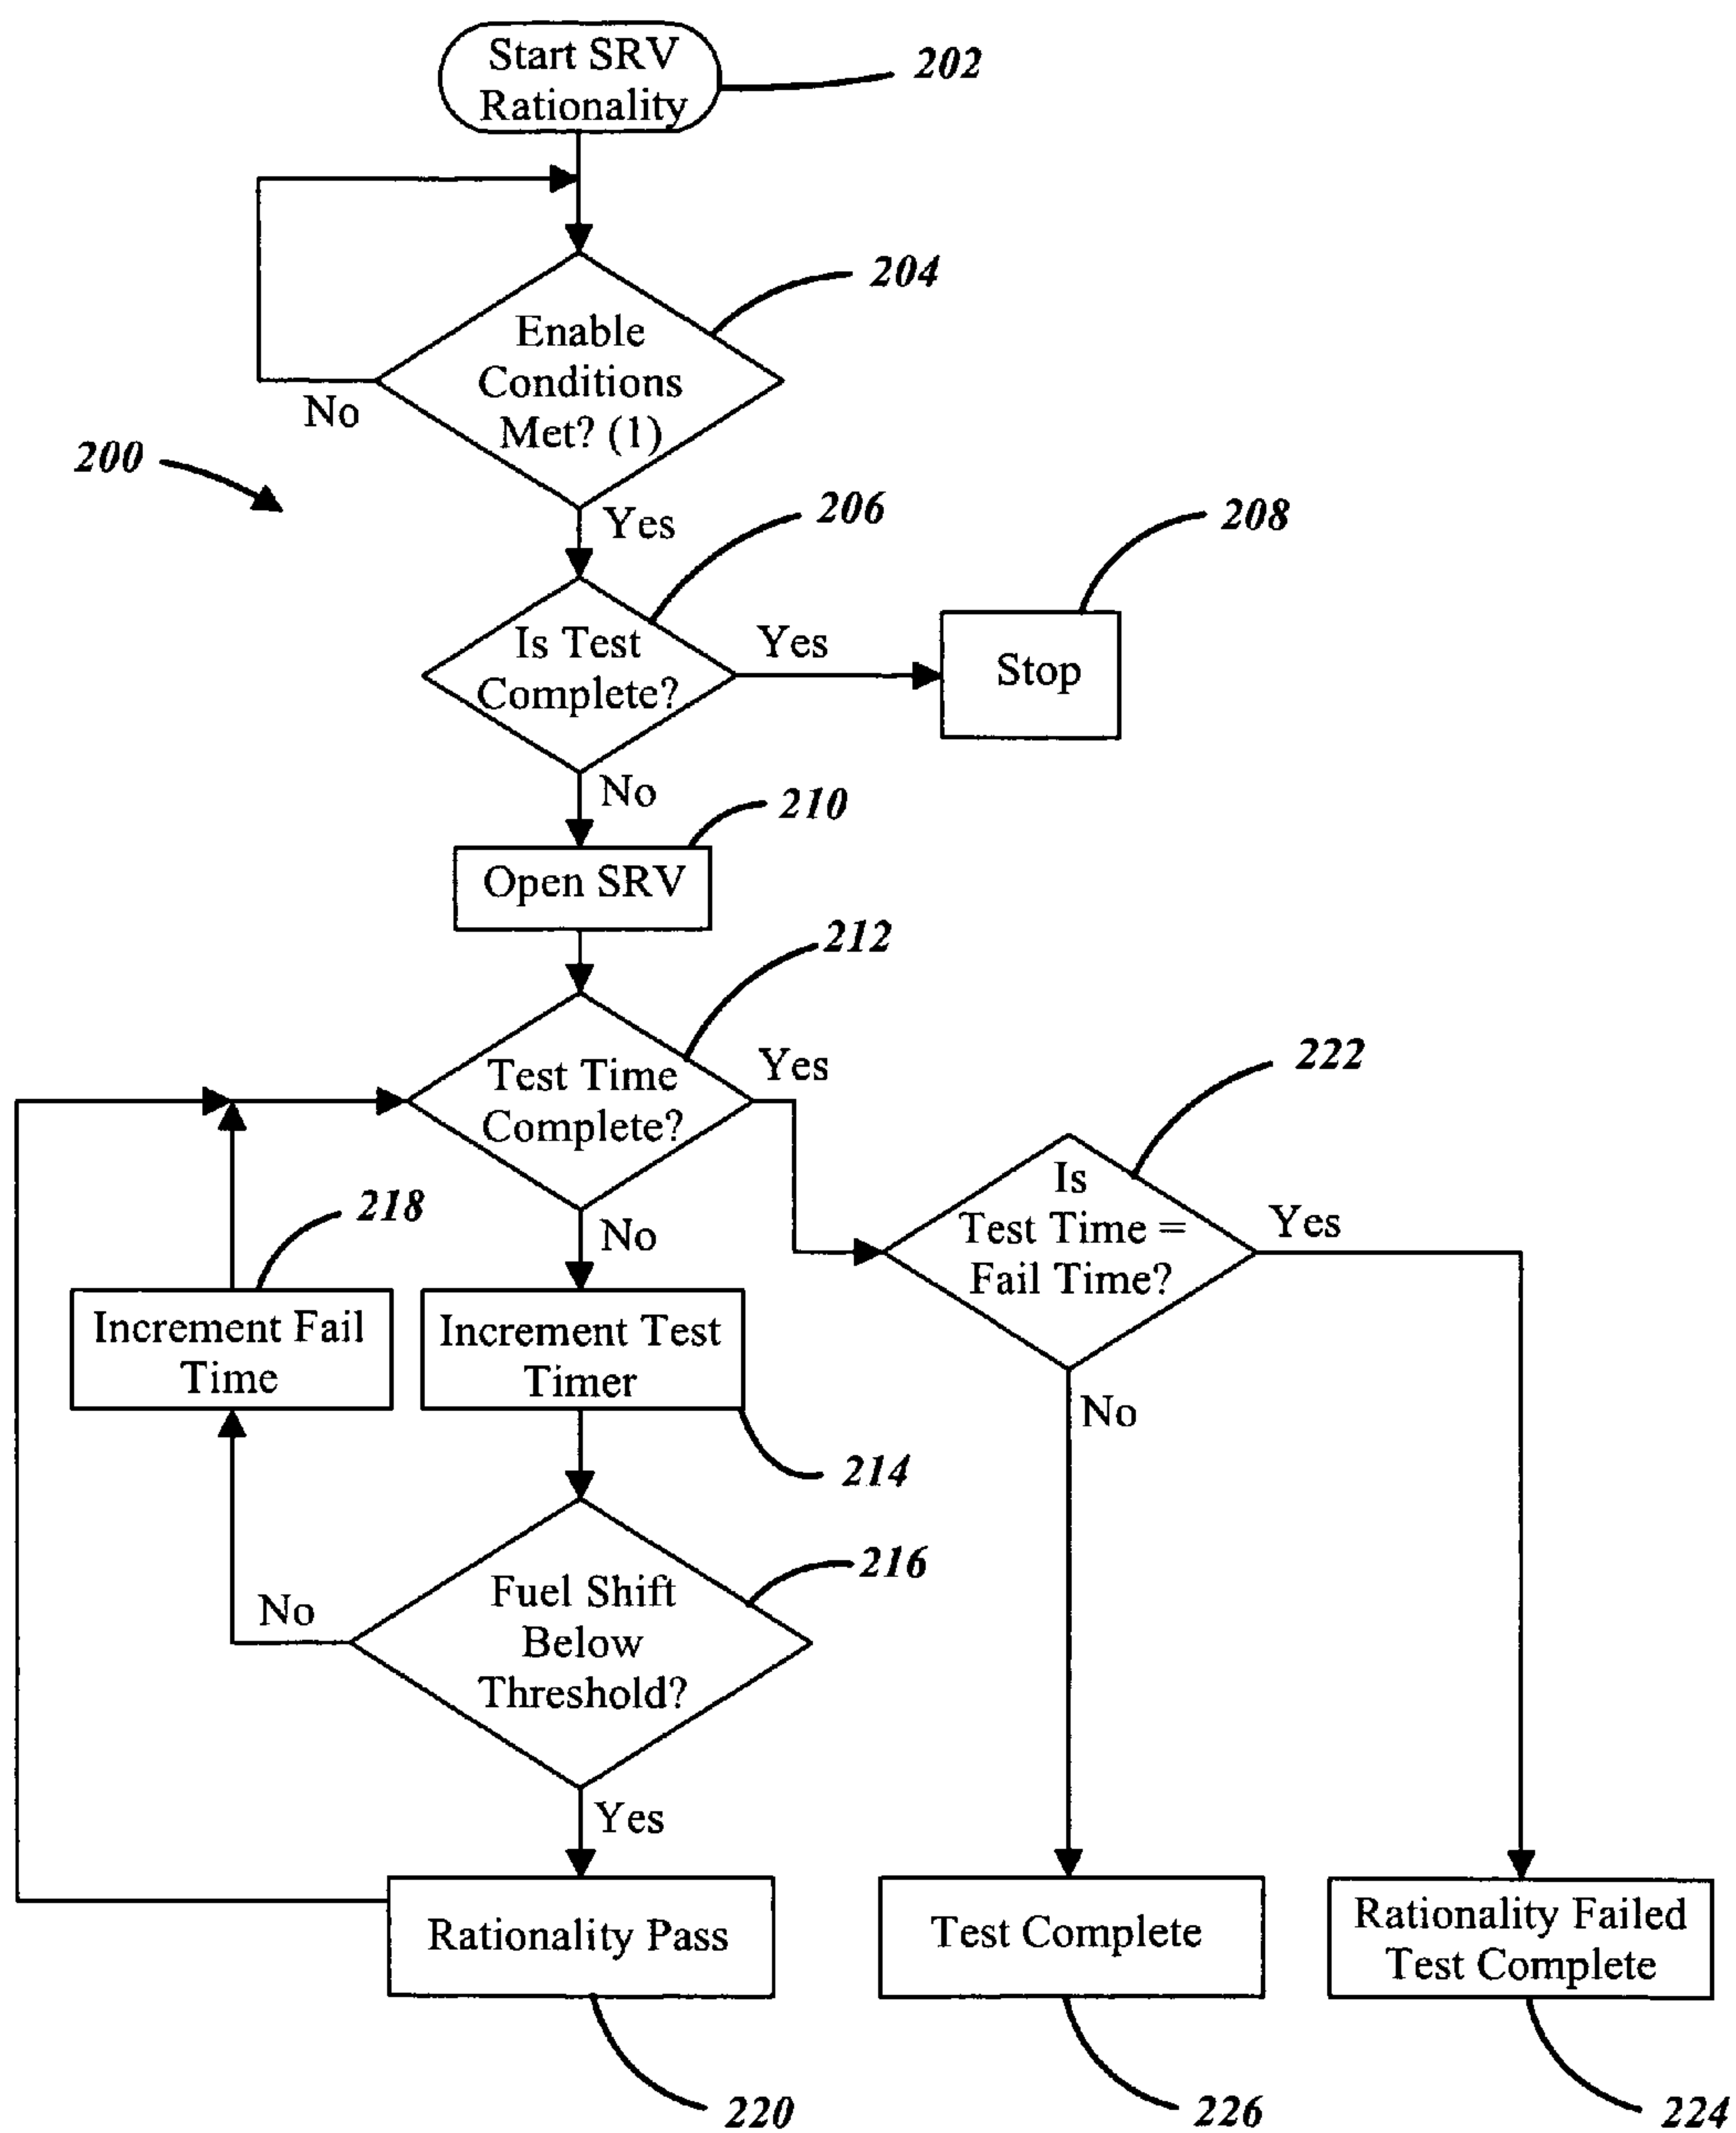 Start SRV
Rationality
202
204
Enable
Conditions
Met? (1)
No
200
Yes
206
208
Is Test
Complete?
Yes
Stop
No
210
Open SRV
212
Test Time
Complete?
Yes
222
Is
Test Time =
Fail Time?
Yes
218
No
Increment Fail
Time
Increment Test
Timer
No
214
216
Fuel Shift
Below
Threshold?
No
Yes
Rationality Pass
Test Complete
Rationality Failed
Test Complete
220
226
224